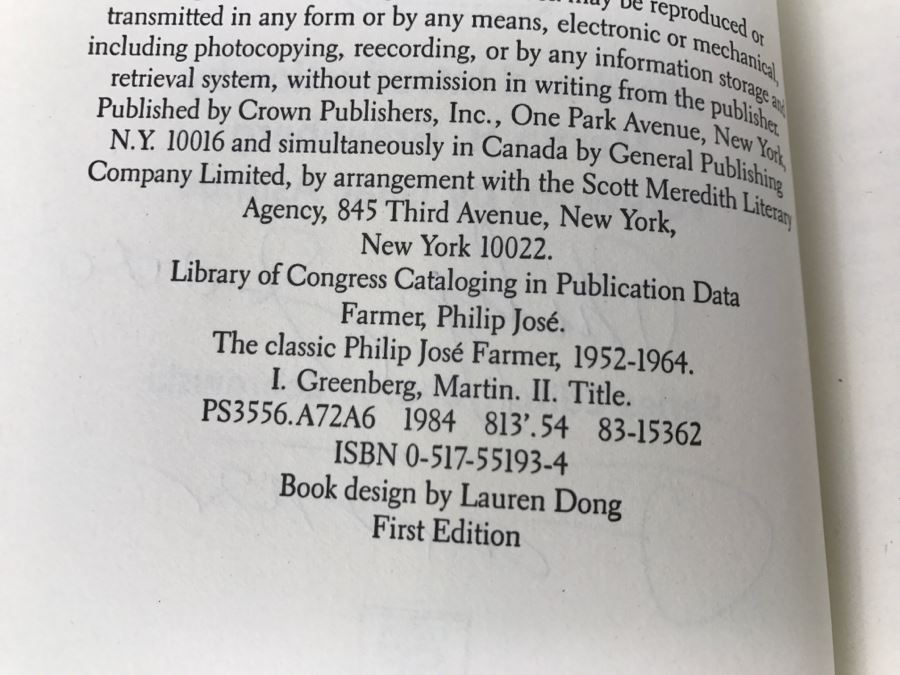 may be reproduced or
transmitted in any form or by any means, electronic or mechanical,
including photocopying, reecording, or by any information storage and
retrieval system, without permission in writing from the publisher.
Published by Crown Publishers, Inc., One Park Avenue, New York,
N.Y. 10016 and simultaneously in Canada by General Publishing
Company Limited, by arrangement with the Scott Meredith Literary
Agency, 845 Third Avenue, New York,
New York 10022.
Library of Congress Cataloging in Publication Data
Farmer, Philip José.
The classic Philip José Farmer, 1952-1964.
I. Greenberg, Martin. II. Title.
PS3556.A72A6 1984 813'.54 83-15362
ISBN 0-517-55193-4
Book design by Lauren Dong
First Edition